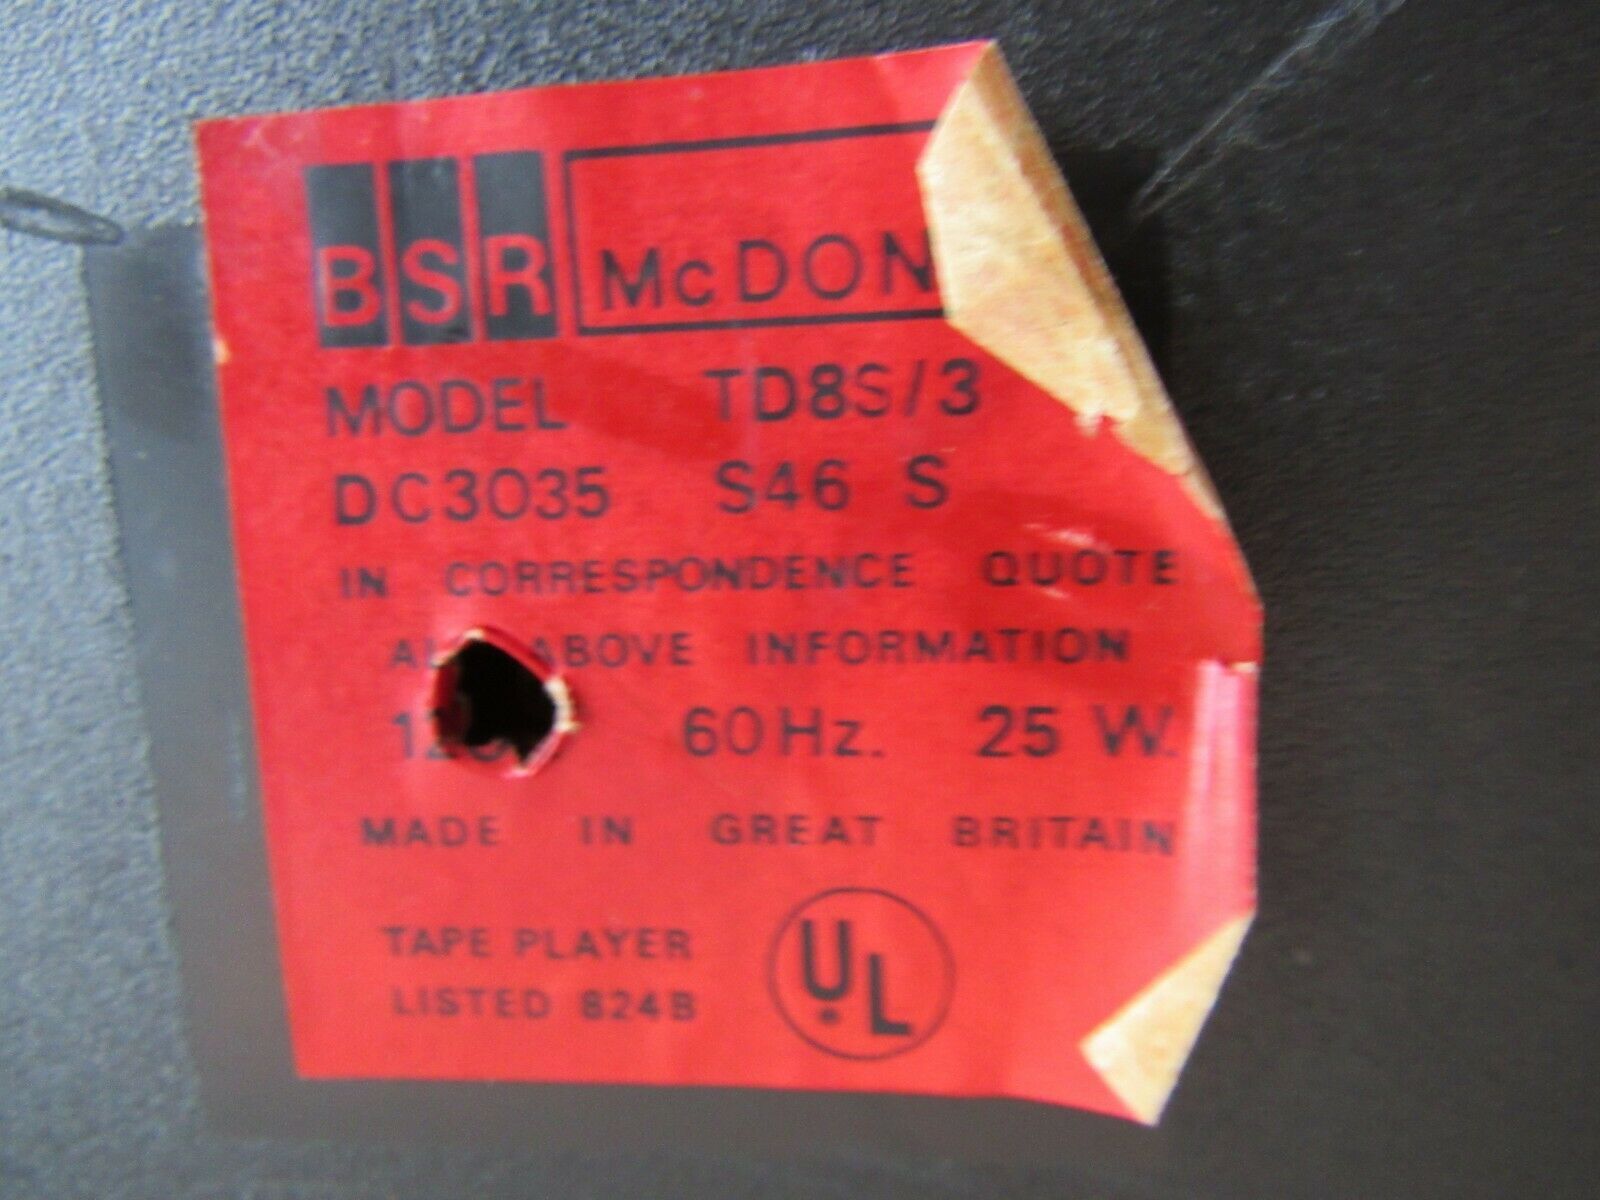 BSR McDON
MODEL TD8S/3
DC3035 S46 S
IN CORRESPONDENCE QUOTE
ABOVE INFORMATION
60Hz. 25 W.
MADE IN GREAT BRITAIN
TAPE PLAYER
LISTED 824B
UL